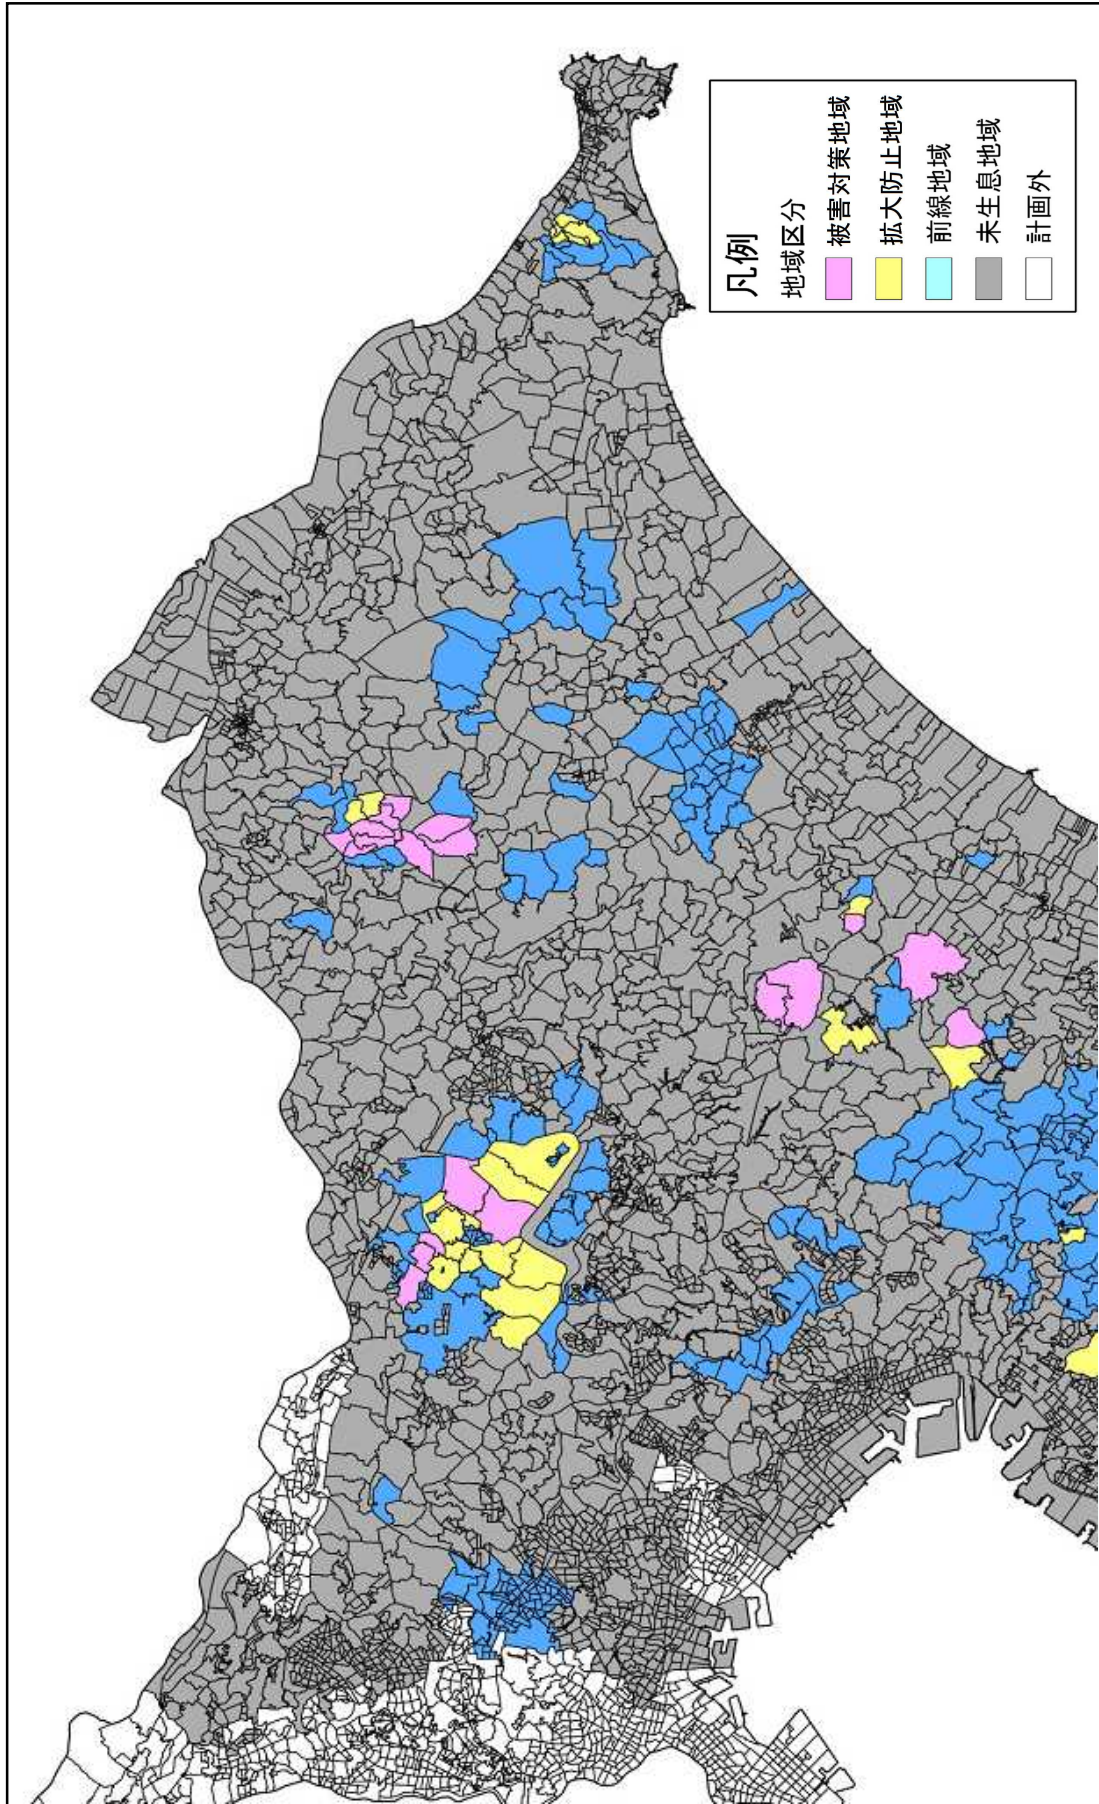 凡例
地域区分
被害対策地域
拡大防止地域
前線地域
未生息地域
計画外